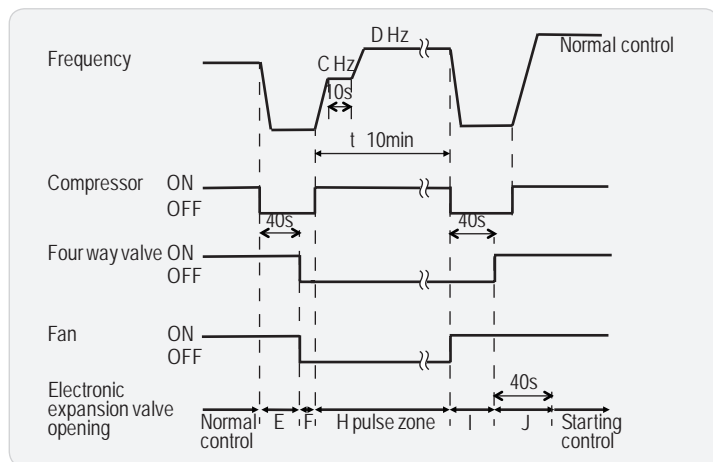 D Hz
Normal control
Frequency
C Hz
10s
t 10min
Compressor ON
OFF
40s 40s
Four way valve ON
OFF
Fan ON
OFF
40s
Electronic
expansion valve
opening
Normal
control
E F H pulse zone I J Starting
control